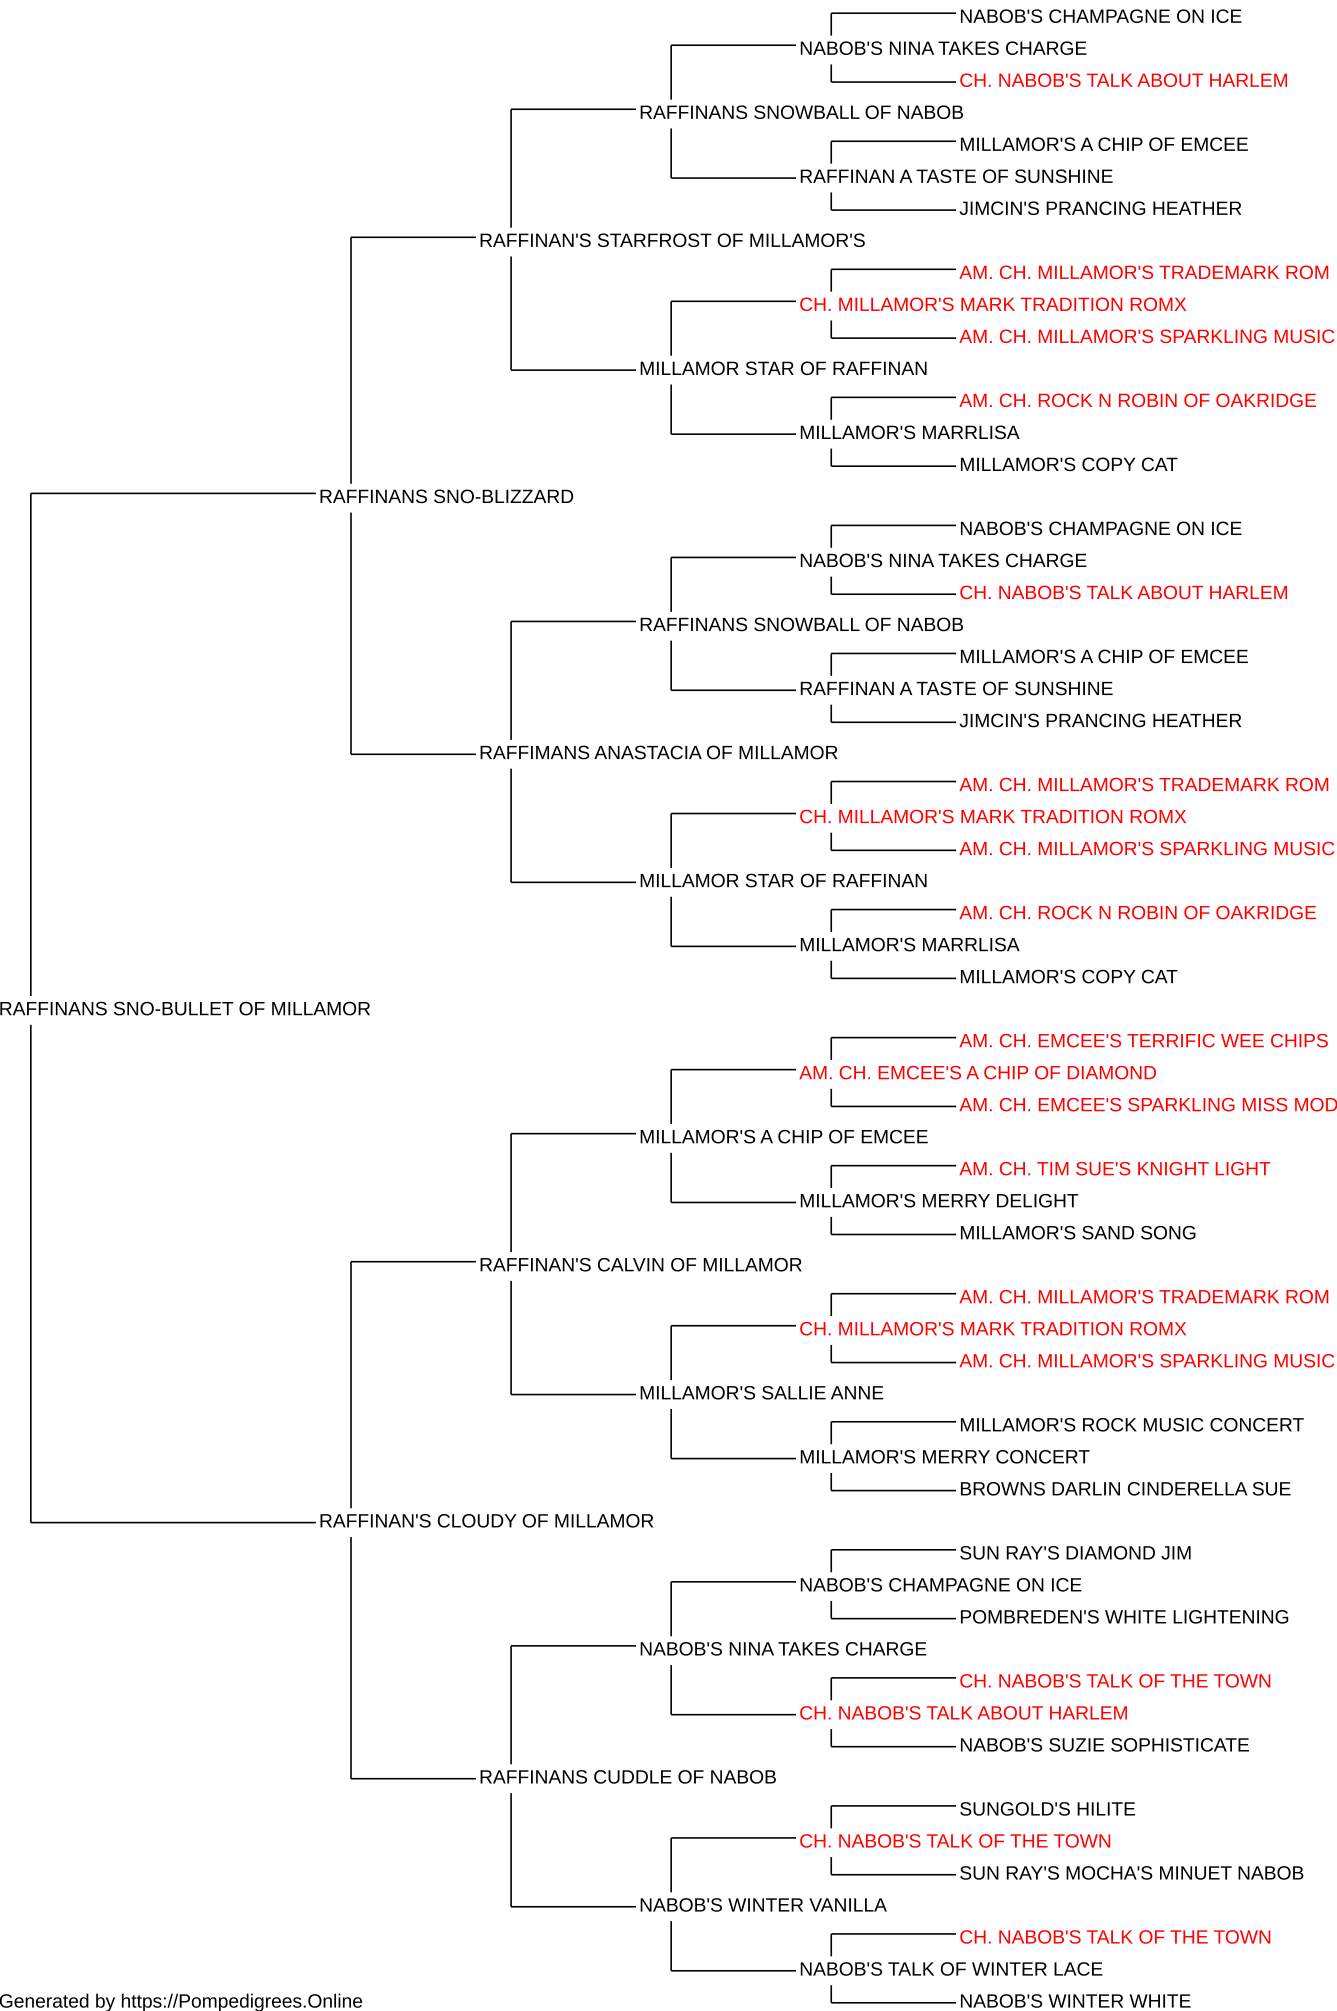 NABOB'S CHAMPAGNE ON ICE
NABOB'S NINA TAKES CHARGE
CH. NABOB'S TALK ABOUT HARLEM
RAFFINANS SNOWBALL OF NABOB
MILLAMOR'S A CHIP OF EMCEE
RAFFINAN A TASTE OF SUNSHINE
JIMCIN'S PRANCING HEATHER
RAFFINAN'S STARFROST OF MILLAMOR'S
AM. CH. MILLAMOR'S TRADEMARK ROM
CH. MILLAMOR'S MARK TRADITION ROMX
AM. CH. MILLAMOR'S SPARKLING MUSIC
MILLAMOR STAR OF RAFFINAN
AM. CH. ROCK N ROBIN OF OAKRIDGE
MILLAMOR'S MARRLISA
MILLAMOR'S COPY CAT
RAFFINANS SNO-BLIZZARD
NABOB'S CHAMPAGNE ON ICE
NABOB'S NINA TAKES CHARGE
CH. NABOB'S TALK ABOUT HARLEM
RAFFINANS SNOWBALL OF NABOB
MILLAMOR'S A CHIP OF EMCEE
RAFFINAN A TASTE OF SUNSHINE
JIMCIN'S PRANCING HEATHER
RAFFIMANS ANASTACIA OF MILLAMOR
AM. CH. MILLAMOR'S TRADEMARK ROM
CH. MILLAMOR'S MARK TRADITION ROMX
AM. CH. MILLAMOR'S SPARKLING MUSIC
MILLAMOR STAR OF RAFFINAN
AM. CH. ROCK N ROBIN OF OAKRIDGE
MILLAMOR'S MARRLISA
MILLAMOR'S COPY CAT
RAFFINANS SNO-BULLET OF MILLAMOR
AM. CH. EMCEE'S TERRIFIC WEE CHIPS
AM. CH. EMCEE'S A CHIP OF DIAMOND
AM. CH. EMCEE'S SPARKLING MISS MOD
MILLAMOR'S A CHIP OF EMCEE
AM. CH. TIM SUE'S KNIGHT LIGHT
MILLAMOR'S MERRY DELIGHT
MILLAMOR'S SAND SONG
RAFFINAN'S CALVIN OF MILLAMOR
AM. CH. MILLAMOR'S TRADEMARK ROM
CH. MILLAMOR'S MARK TRADITION ROMX
AM. CH. MILLAMOR'S SPARKLING MUSIC
MILLAMOR'S SALLIE ANNE
MILLAMOR'S ROCK MUSIC CONCERT
MILLAMOR'S MERRY CONCERT
BROWNS DARLIN CINDERELLA SUE
RAFFINAN'S CLOUDY OF MILLAMOR
SUN RAY'S DIAMOND JIM
NABOB'S CHAMPAGNE ON ICE
POMBREDEN'S WHITE LIGHTENING
NABOB'S NINA TAKES CHARGE
CH. NABOB'S TALK OF THE TOWN
CH. NABOB'S TALK ABOUT HARLEM
NABOB'S SUZIE SOPHISTICATE
RAFFINANS CUDDLE OF NABOB
SUNGOLD'S HILITE
CH. NABOB'S TALK OF THE TOWN
SUN RAY'S MOCHA'S MINUET NABOB
NABOB'S WINTER VANILLA
CH. NABOB'S TALK OF THE TOWN
NABOB'S TALK OF WINTER LACE
NABOB'S WINTER WHITE
Generated by https://Pompedigrees.Online